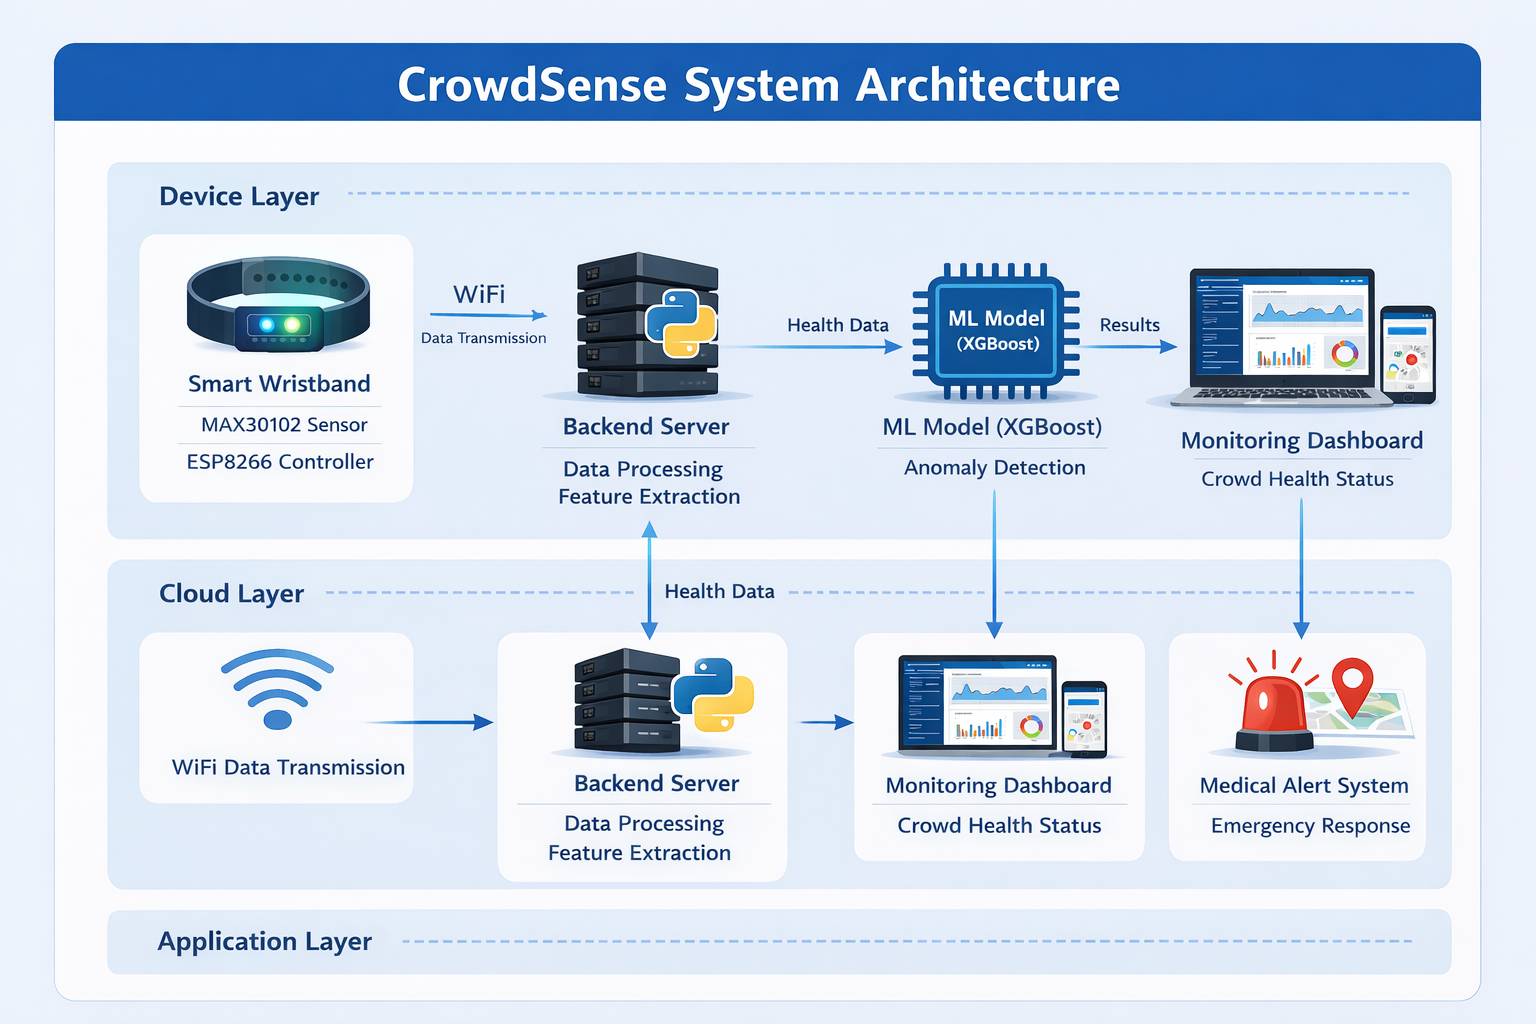 CrowdSense System Architecture
Device Layer
WiFi
Data Transmission
Smart Wristband
MAX30102 Sensor
ESP8266 Controller
Backend Server
Data Processing
Feature Extraction
Health Data
ML Model
(XGBoost)
ML Model (XGBoost)
Anomaly Detection
Results
Monitoring Dashboard
Crowd Health Status
Cloud Layer
Health Data
WiFi Data Transmission
Backend Server
Data Processing
Feature Extraction
Monitoring Dashboard
Crowd Health Status
Medical Alert System
Emergency Response
Application Layer